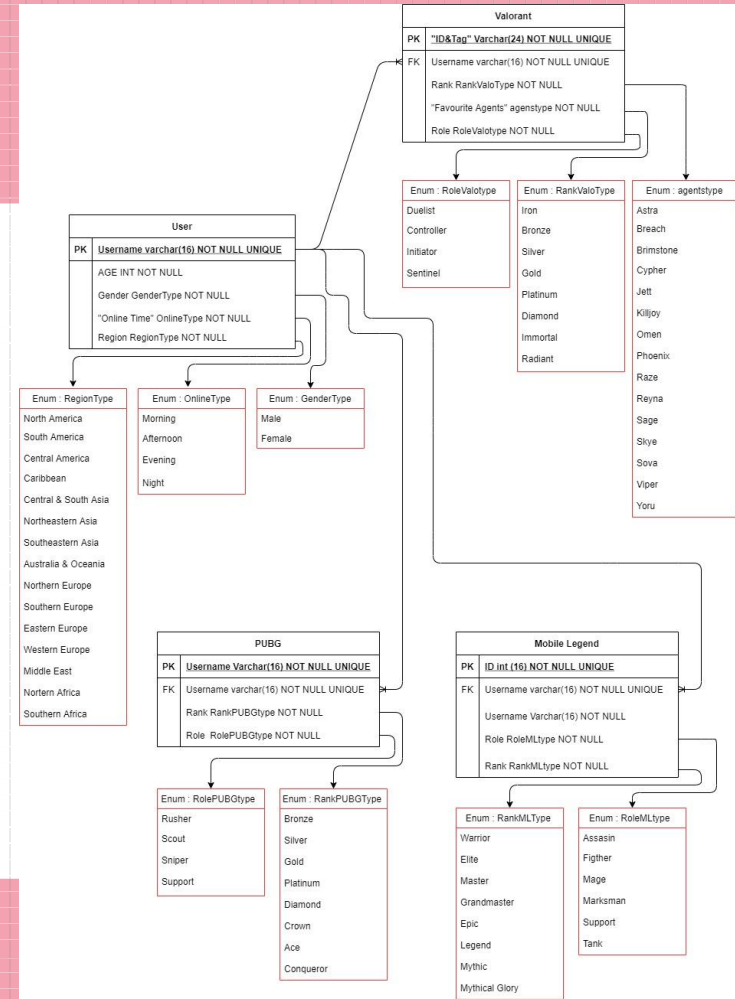 Valorant
PK "ID&Tag" Varchar(24) NOT NULL UNIQUE
FK Username varchar(16) NOT NULL UNIQUE
Rank RankValoType NOT NULL
"Favourite Agents" agenstype NOT NULL
Role RoleValotype NOT NULL
Enum : RoleValotype
Duelist
Controller
Initiator
Sentinel
Enum : RankValoType
Iron
Bronze
Silver
Gold
Platinum
Diamond
Immortal
Radiant
Enum : agentstype
Astra
Breach
Brimstone
Cypher
Jett
Killjoy
Omen
Phoenix
Raze
Reyna
Sage
Skye
Sova
Viper
Yoru
User
PK Username varchar(16) NOT NULL UNIQUE
AGE INT NOT NULL
Gender GenderType NOT NULL
"Online Time" OnlineType NOT NULL
Region RegionType NOT NULL
Enum : RegionType
North America
South America
Central America
Caribbean
Central & South Asia
Northeastern Asia
Southeastern Asia
Australia & Oceania
Northern Europe
Southern Europe
Eastern Europe
Western Europe
Middle East
Nortern Africa
Southern Africa
Enum : OnlineType
Morning
Afternoon
Evening
Night
Enum : GenderType
Male
Female
PUBG
PK Username Varchar(16) NOT NULL UNIQUE
FK Username varchar(16) NOT NULL UNIQUE
Rank RankPUBGtype NOT NULL
Role RolePUBGtype NOT NULL
Enum : RolePUBGtype
Rusher
Scout
Sniper
Support
Enum : RankPUBGType
Bronze
Silver
Gold
Platinum
Diamond
Crown
Ace
Conqueror
Mobile Legend
PK ID int (16) NOT NULL UNIQUE
FK Username varchar(16) NOT NULL UNIQUE
Username Varchar(16) NOT NULL
Role RoleMLtype NOT NULL
Rank RankMLtype NOT NULL
Enum : RankMLType
Warrior
Elite
Master
Grandmaster
Epic
Legend
Mythic
Mythical Glory
Enum : RoleMLtype
Assasin
Figther
Mage
Marksman
Support
Tank